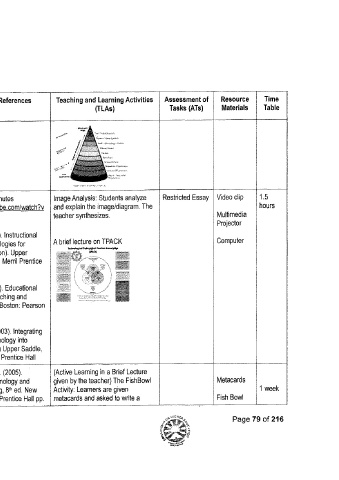 References
Teaching and Learning Activities (TLAs)
Assessment of Tasks (ATs)
Resource Materials
Time Table
nutes
be.com/watch?v
Image Analysis: Students analyze
and explain the image/diagram. The
teacher synthesizes.
Restricted Essay
Video clip
Multimedia
Projector
Computer
1.5
hours
). Instructional
logies for
on). Upper
Merril Prentice
A brief lecture on TPACK
). Educational
ching and
Boston: Pearson
003). Integrating
nology into
Upper Saddle,
Prentice Hall
. (2005).
nology and
g, 8th ed. New
Prentice Hall pp.
(Active Learning in a Brief Lecture
given by the teacher) The FishBowl
Activity: Learners are given
metacards and asked to write a
Metacards
Fish Bowl
1 week
Page 79 of 216